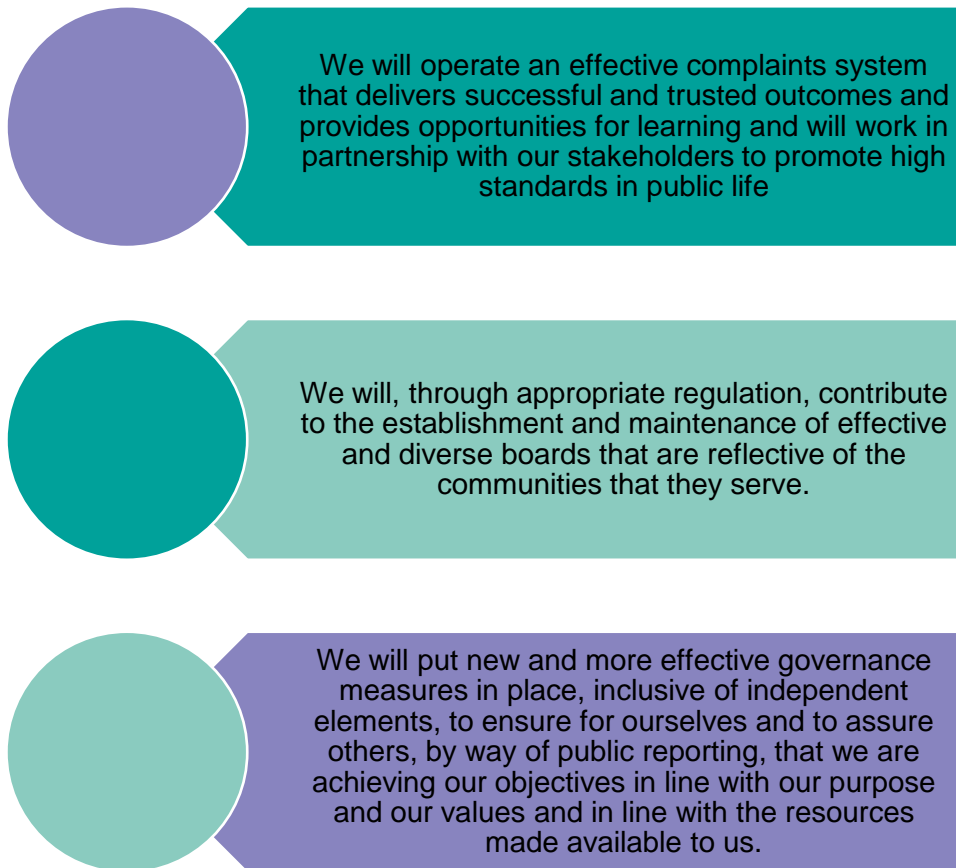 We will operate an effective complaints system
that delivers successful and trusted outcomes and
provides opportunities for learning and will work in
partnership with our stakeholders to promote high
standards in public life
We will, through appropriate regulation, contribute
to the establishment and maintenance of effective
and diverse boards that are reflective of the
communities that they serve.
We will put new and more effective governance
measures in place, inclusive of independent
elements, to ensure for ourselves and to assure
others, by way of public reporting, that we are
achieving our objectives in line with our purpose
and our values and in line with the resources
made available to us.